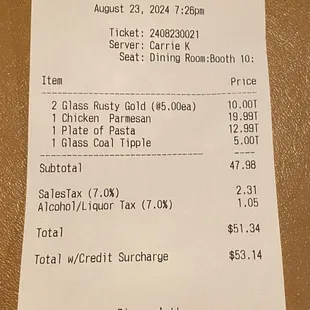 August 23, 2024 7:26pm
Ticket: 2408230021
Server: Carrie K
Seat: Dining Room:Booth 10:
Item Price
2 Glass Rusty Gold (@5.00ea) 10.00T
1 Chicken Parmesan 19.99T
1 Plate of Pasta 12.99T
1 Glass Coal Tipple 5.00T
Subtotal 47.98
SalesTax (7.0%) 2.31
Alcohol/Liquor Tax (7.0%) 1.05
Total $51.34
Total w/Credit Surcharge $53.14